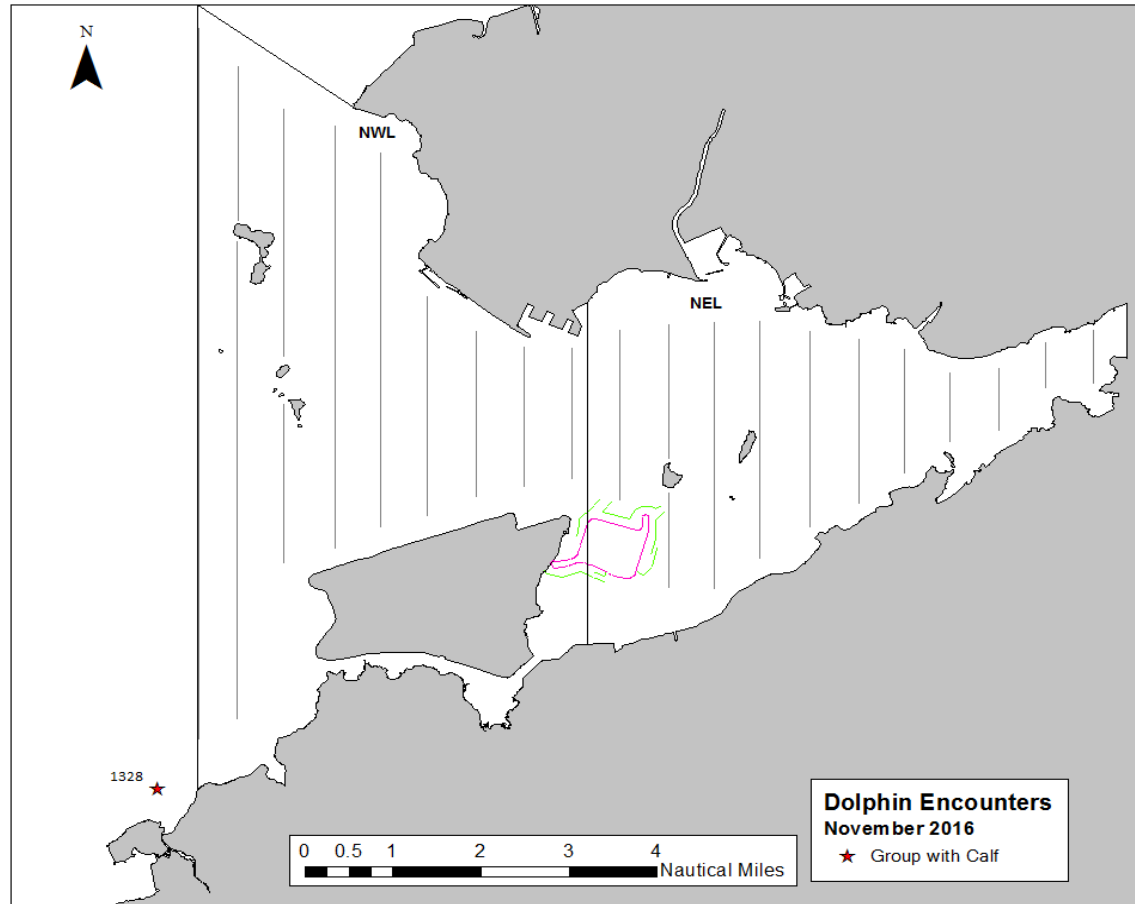 N
NWL
NEL
1328
0 0.5 1 2 3 4
Nautical Miles
Dolphin Encounters
November 2016
Group with Calf